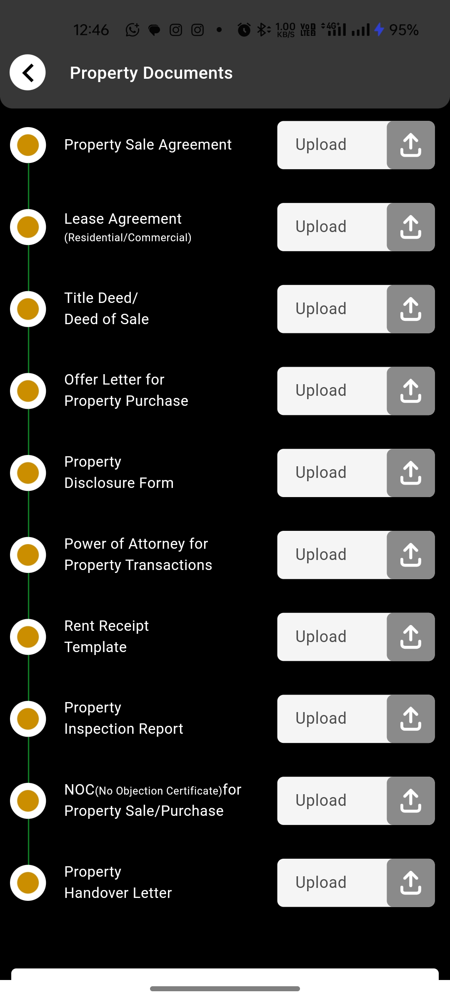 12:46
1.00
KB/S
VoD
LTE2
4G+
95%
Property Documents
Property Sale Agreement
Upload
Lease Agreement
(Residential/Commercial)
Upload
Title Deed/
Deed of Sale
Upload
Offer Letter for
Property Purchase
Upload
Property
Disclosure Form
Upload
Power of Attorney for
Property Transactions
Upload
Rent Receipt
Template
Upload
Property
Inspection Report
Upload
NOC(No Objection Certificate)for
Property Sale/Purchase
Upload
Property
Handover Letter
Upload